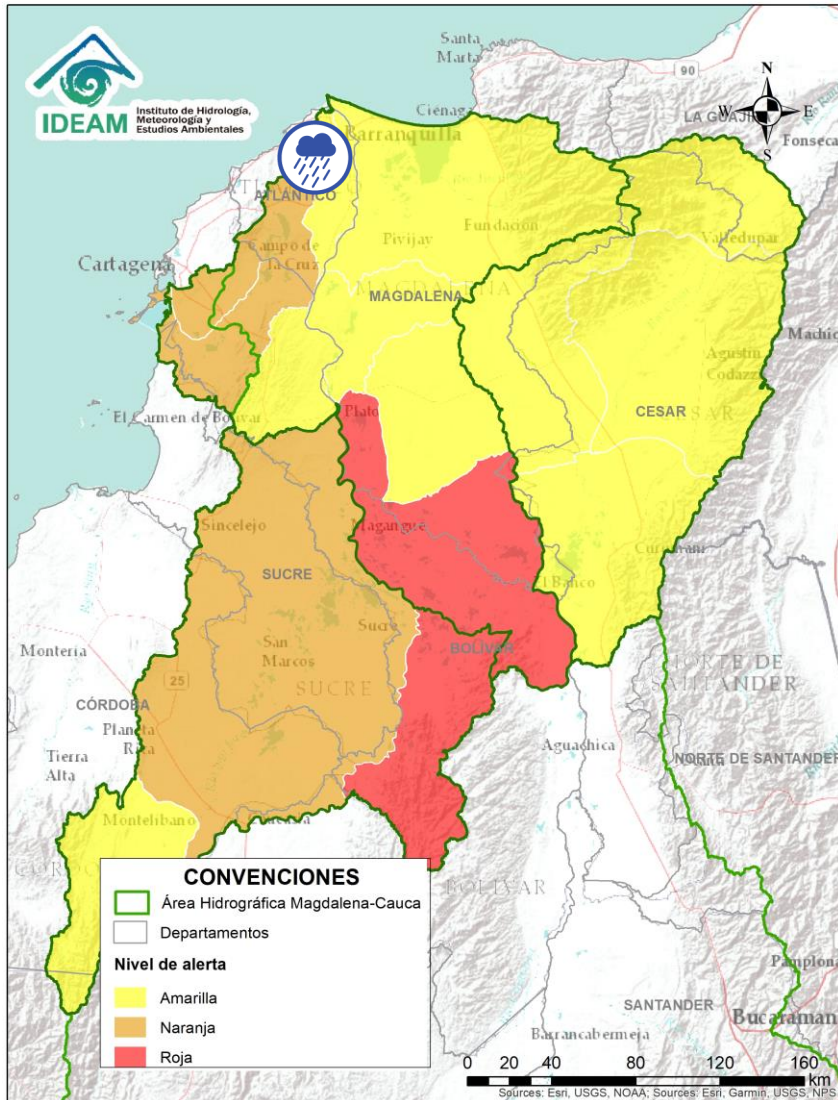 IDEAM
Instituto de Hidrología,
Meteorología y
Estudios Ambientales
Santa
Marta
90
N
W
E
S
LA GUAJI
Ciénaga
Barranquilla
Fonseca
ATLÁNTICO
Fundación
Valledupar
Pivijay
Campo de
la Cruz
Cartagena
MAGDALENA
MAGDALENA
Machic
Agustín
Codazzi
CESAR
El Carmen de Bolívar
Plato
Sincelejo
Magangué
Curumaní
SUCRE
El Banco
Sucre
Montería
San
Marcos
BOLÍVAR
NORTE DE
SANTANDER
25
SUCRE
CÓRDOBA
Planeta
Rica
Aguachica
Tierra
Alta
NORTE DE SANTANDER
Montelíbano
BOLÍVAR
CONVENCIONES
Área Hidrográfica Magdalena-Cauca
Departamentos
Nivel de alerta
Amarilla
Naranja
Roja
Pamplona
SANTANDER
Bucaraman
Barrancabermeja
0 20 40 80 120 160
km
Sources: Esri, USGS, NOAA; Sources: Esri, Garmin, USGS, NPS